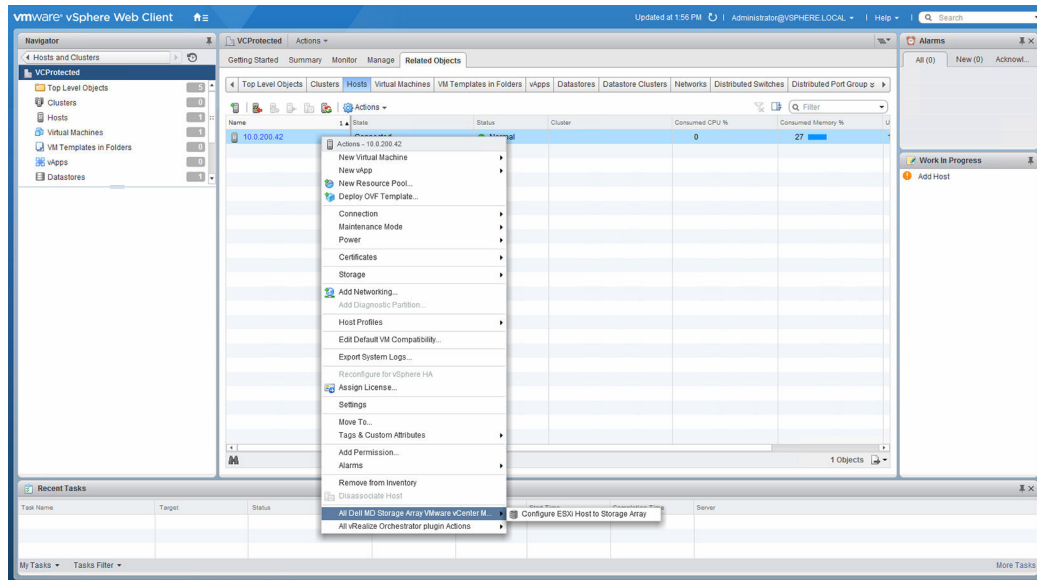 vmware® vSphere Web Client
Updated at 1:56 PM | Administrator@VSPHERE.LOCAL | Help | Search
Navigator
Hosts and Clusters
VCProtected
Top Level Objects 5
Clusters 0
Hosts 1
Virtual Machines 1
VM Templates in Folders 0
vApps 0
Datastores 1
VCProtected Actions
Getting Started Summary Monitor Manage Related Objects
Top Level Objects Clusters Hosts Virtual Machines VM Templates in Folders vApps Datastores Datastore Clusters Networks Distributed Switches Distributed Port Group
Actions Filter
Name 1 State Status Cluster Consumed CPU % Consumed Memory % U
10.0.200.42 Connected Normal 0 27
Actions - 10.0.200.42
New Virtual Machine
New vApp
New Resource Pool...
Deploy OVF Template...
Connection
Maintenance Mode
Power
Certificates
Storage
Add Networking...
Add Diagnostic Partition...
Host Profiles
Edit Default VM Compatibility...
Export System Logs...
Reconfigure for vSphere HA
Assign License...
Settings
Move To...
Tags & Custom Attributes
Add Permission...
Alarms
Remove from Inventory
Disassociate Host
All Dell MD Storage Array VMware vCenter M...
Configure ESXi Host to Storage Array
All vRealize Orchestrator plugin Actions
1 Objects
Alarms
All (0) New (0) Acknowl...
Work In Progress
Add Host
Recent Tasks
Task Name Target Status Start Time Completion Time Server
My Tasks Tasks Filter More Tasks